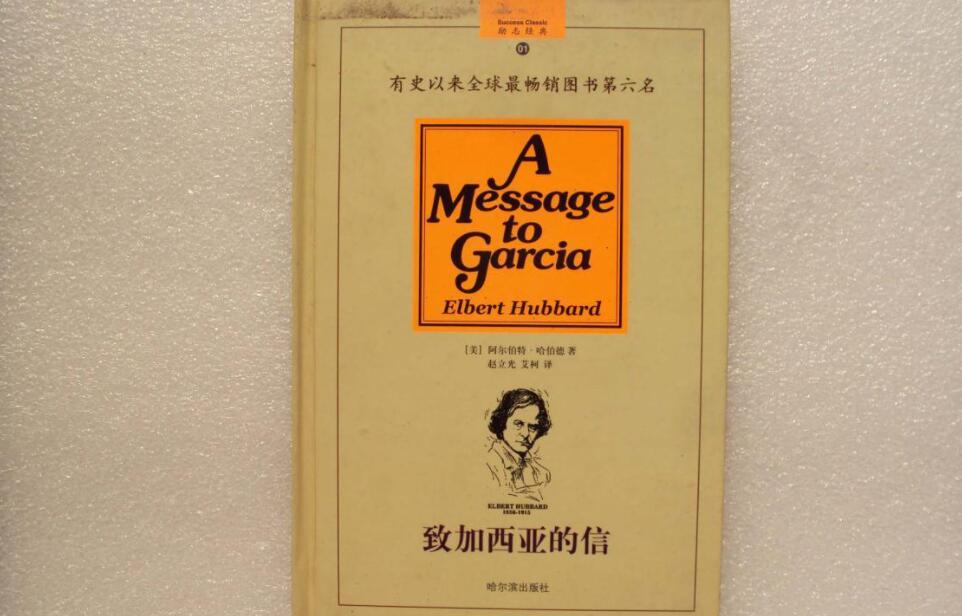 Success Classic
励志经典
01
有史以来全球最畅销图书第六名
A
Message
to
Garcia
Elbert Hubbard
[美] 阿尔伯特·哈伯德 著
赵立光 艾柯 译
ELBERT HUBBARD
1856-1915
致加西亚的信
哈尔滨出版社